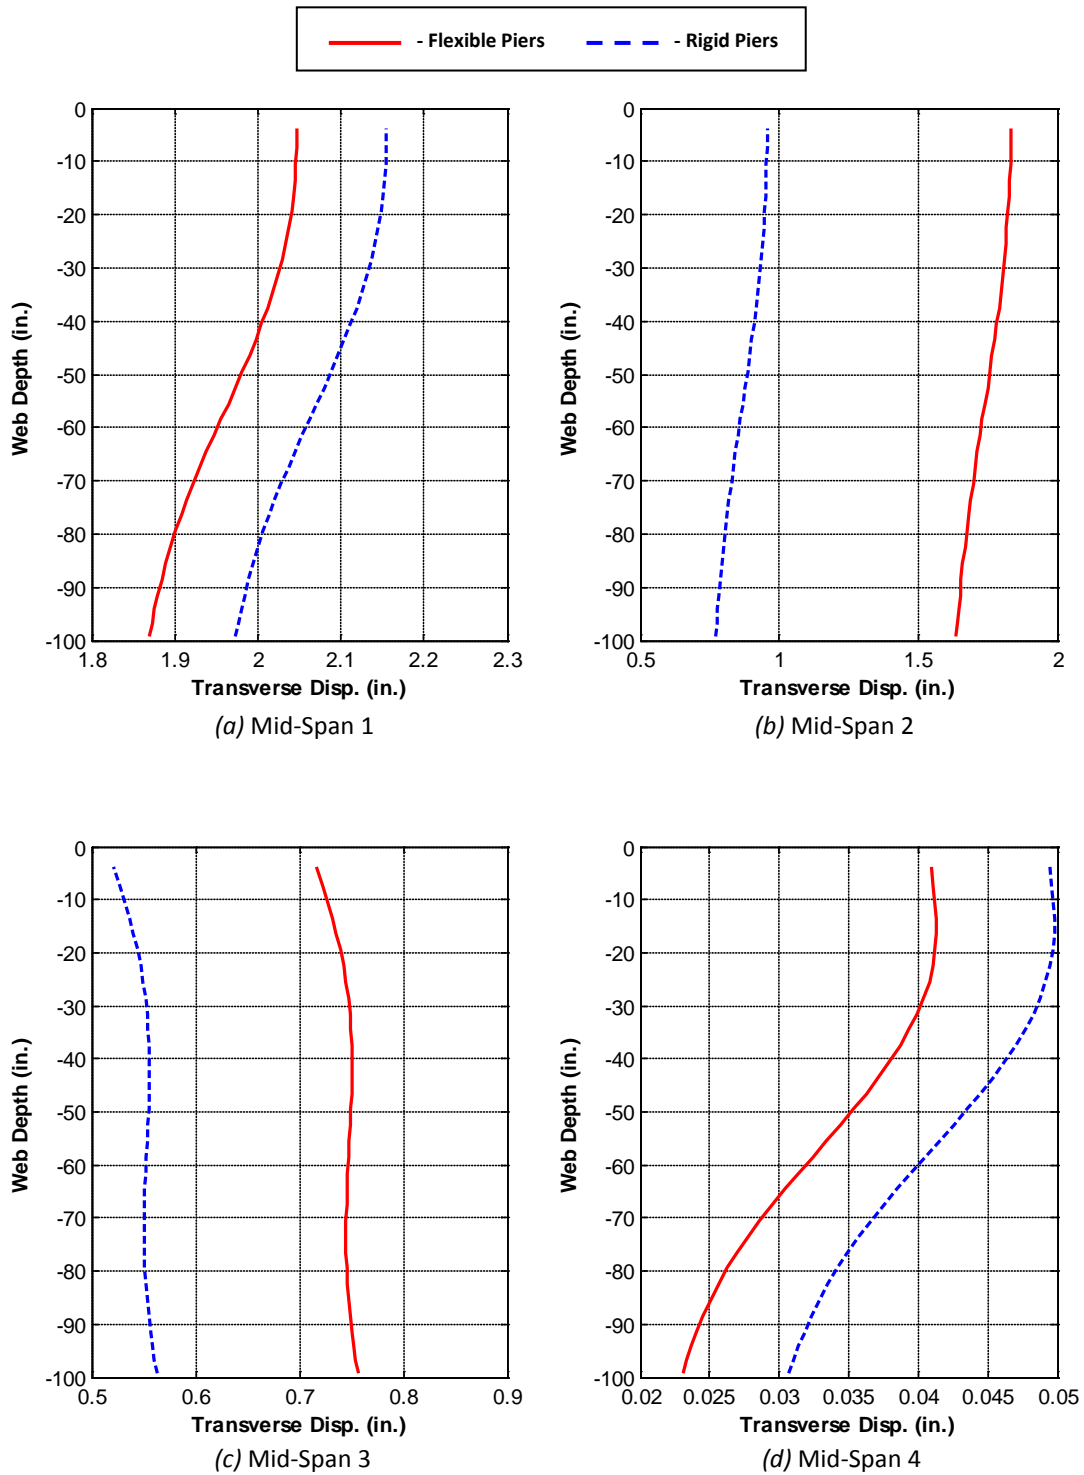 - Flexible Piers - Rigid Piers
0
-10
-20
-30
-40
-50
-60
-70
-80
-90
-100
1.8 1.9 2 2.1 2.2 2.3
Web Depth (in.)
Transverse Disp. (in.)
(a) Mid-Span 1
0
-10
-20
-30
-40
-50
-60
-70
-80
-90
-100
0.5 1 1.5 2
Web Depth (in.)
Transverse Disp. (in.)
(b) Mid-Span 2
0
-10
-20
-30
-40
-50
-60
-70
-80
-90
-100
0.5 0.6 0.7 0.8 0.9
Web Depth (in.)
Transverse Disp. (in.)
(c) Mid-Span 3
0
-10
-20
-30
-40
-50
-60
-70
-80
-90
-100
0.02 0.025 0.03 0.035 0.04 0.045 0.05
Web Depth (in.)
Transverse Disp. (in.)
(d) Mid-Span 4